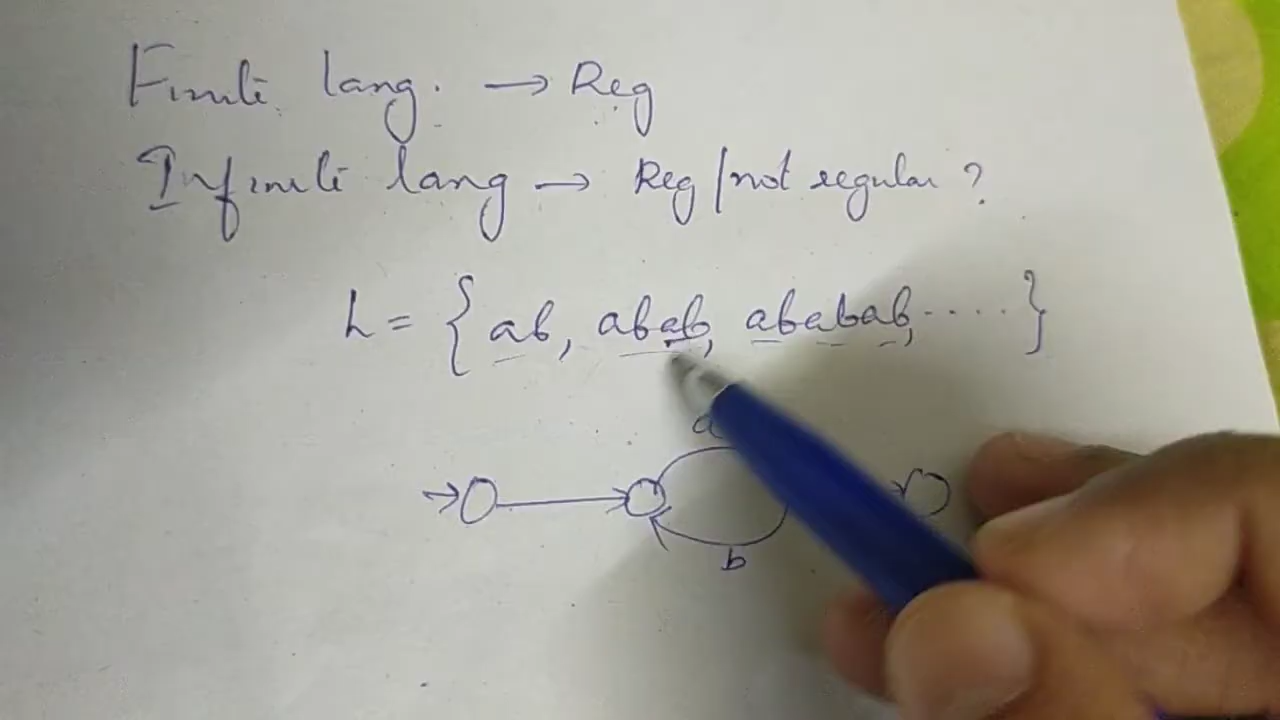 Finite lang. → Reg
Infinite lang → Reg/not regular ?
L = { ab, abab, ababab, ..... }
a
b